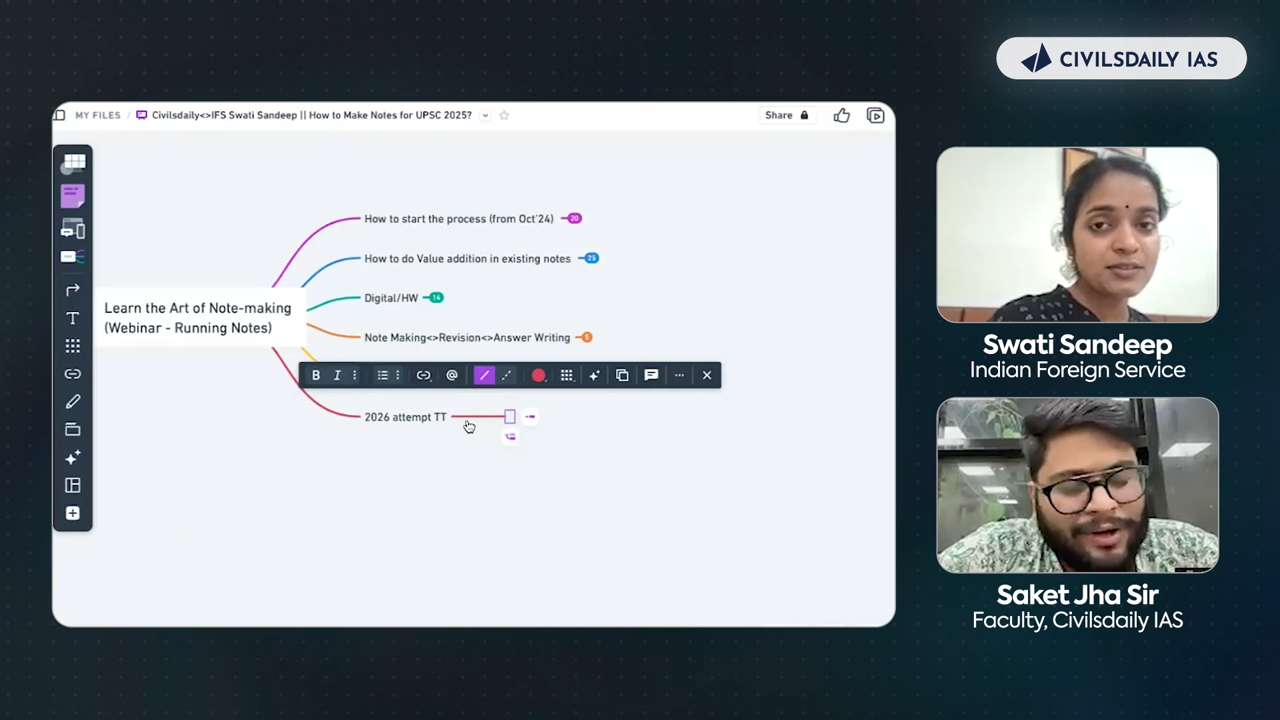 CIVILSDAILY IAS
MY FILES / Civilsdaily<>IFS Swati Sandeep || How to Make Notes for UPSC 2025?
Share
How to start the process (from Oct'24) 20
How to do Value addition in existing notes 25
Digital/HW 14
Learn the Art of Note-making
(Webinar - Running Notes)
Note Making<>Revision<>Answer Writing
B I @
2026 attempt TT
T
Swati Sandeep
Indian Foreign Service
Saket Jha Sir
Faculty, Civilsdaily IAS